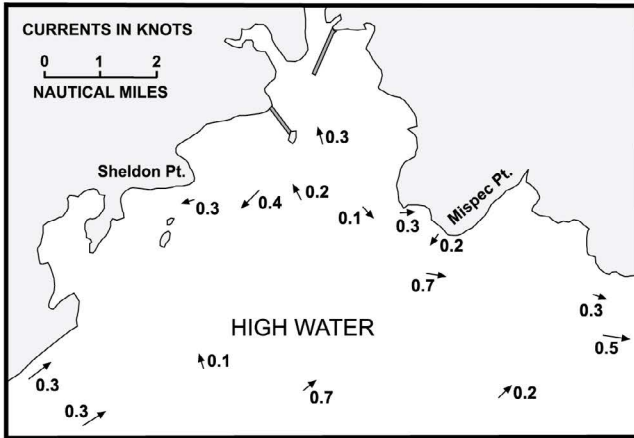 CURRENTS IN KNOTS
0 1 2
NAUTICAL MILES
0.3
Sheldon Pt.
Mispec Pt.
0.2
0.3
0.4
0.1
0.3
0.2
0.7
0.3
HIGH WATER
0.5
0.1
0.3
0.7
0.2
0.3